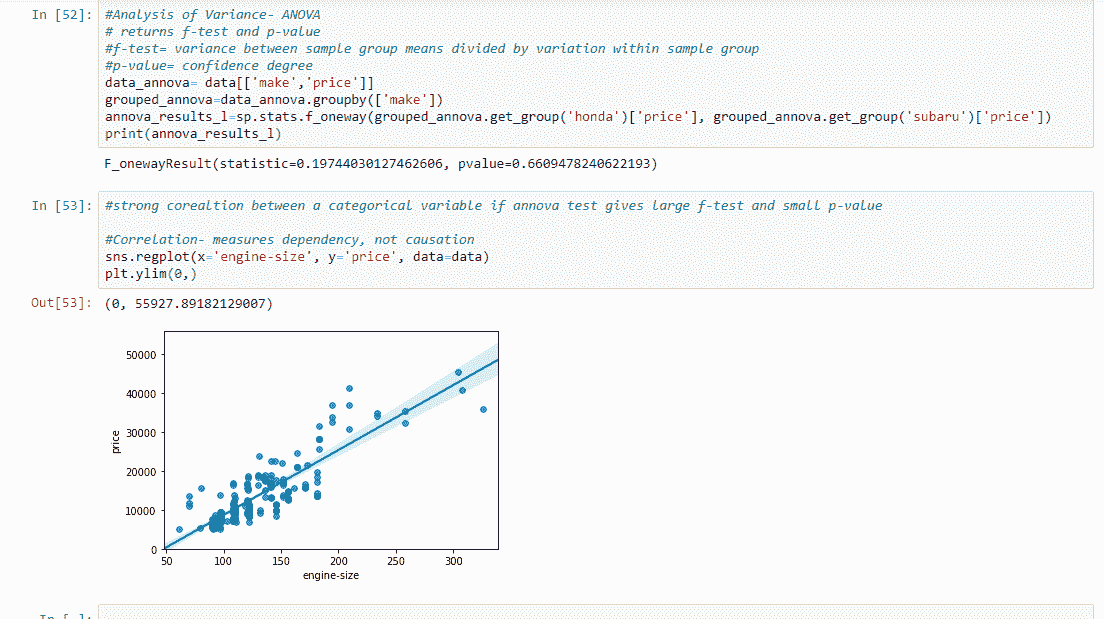 In [52]: #Analysis of Variance- ANOVA
# returns f-test and p-value
#f-test= variance between sample group means divided by variation within sample group
#p-value= confidence degree
data_annova= data[['make','price']]
grouped_annova=data_annova.groupby(['make'])
annova_results_l=sp.stats.f_oneway(grouped_annova.get_group('honda')['price'], grouped_annova.get_group('subaru')['price'])
print(annova_results_l)
F_onewayResult(statistic=0.19744030127462606, pvalue=0.6609478240622193)
In [53]: #strong corealtion between a categorical variable if annova test gives large f-test and small p-value
#Correlation- measures dependency, not causation
sns.regplot(x='engine-size', y='price', data=data)
plt.ylim(0,)
Out[53]: (0, 55927.89182129007)
50000
40000
30000
20000
10000
0
price
50 100 150 200 250 300
engine-size
In [ ]: